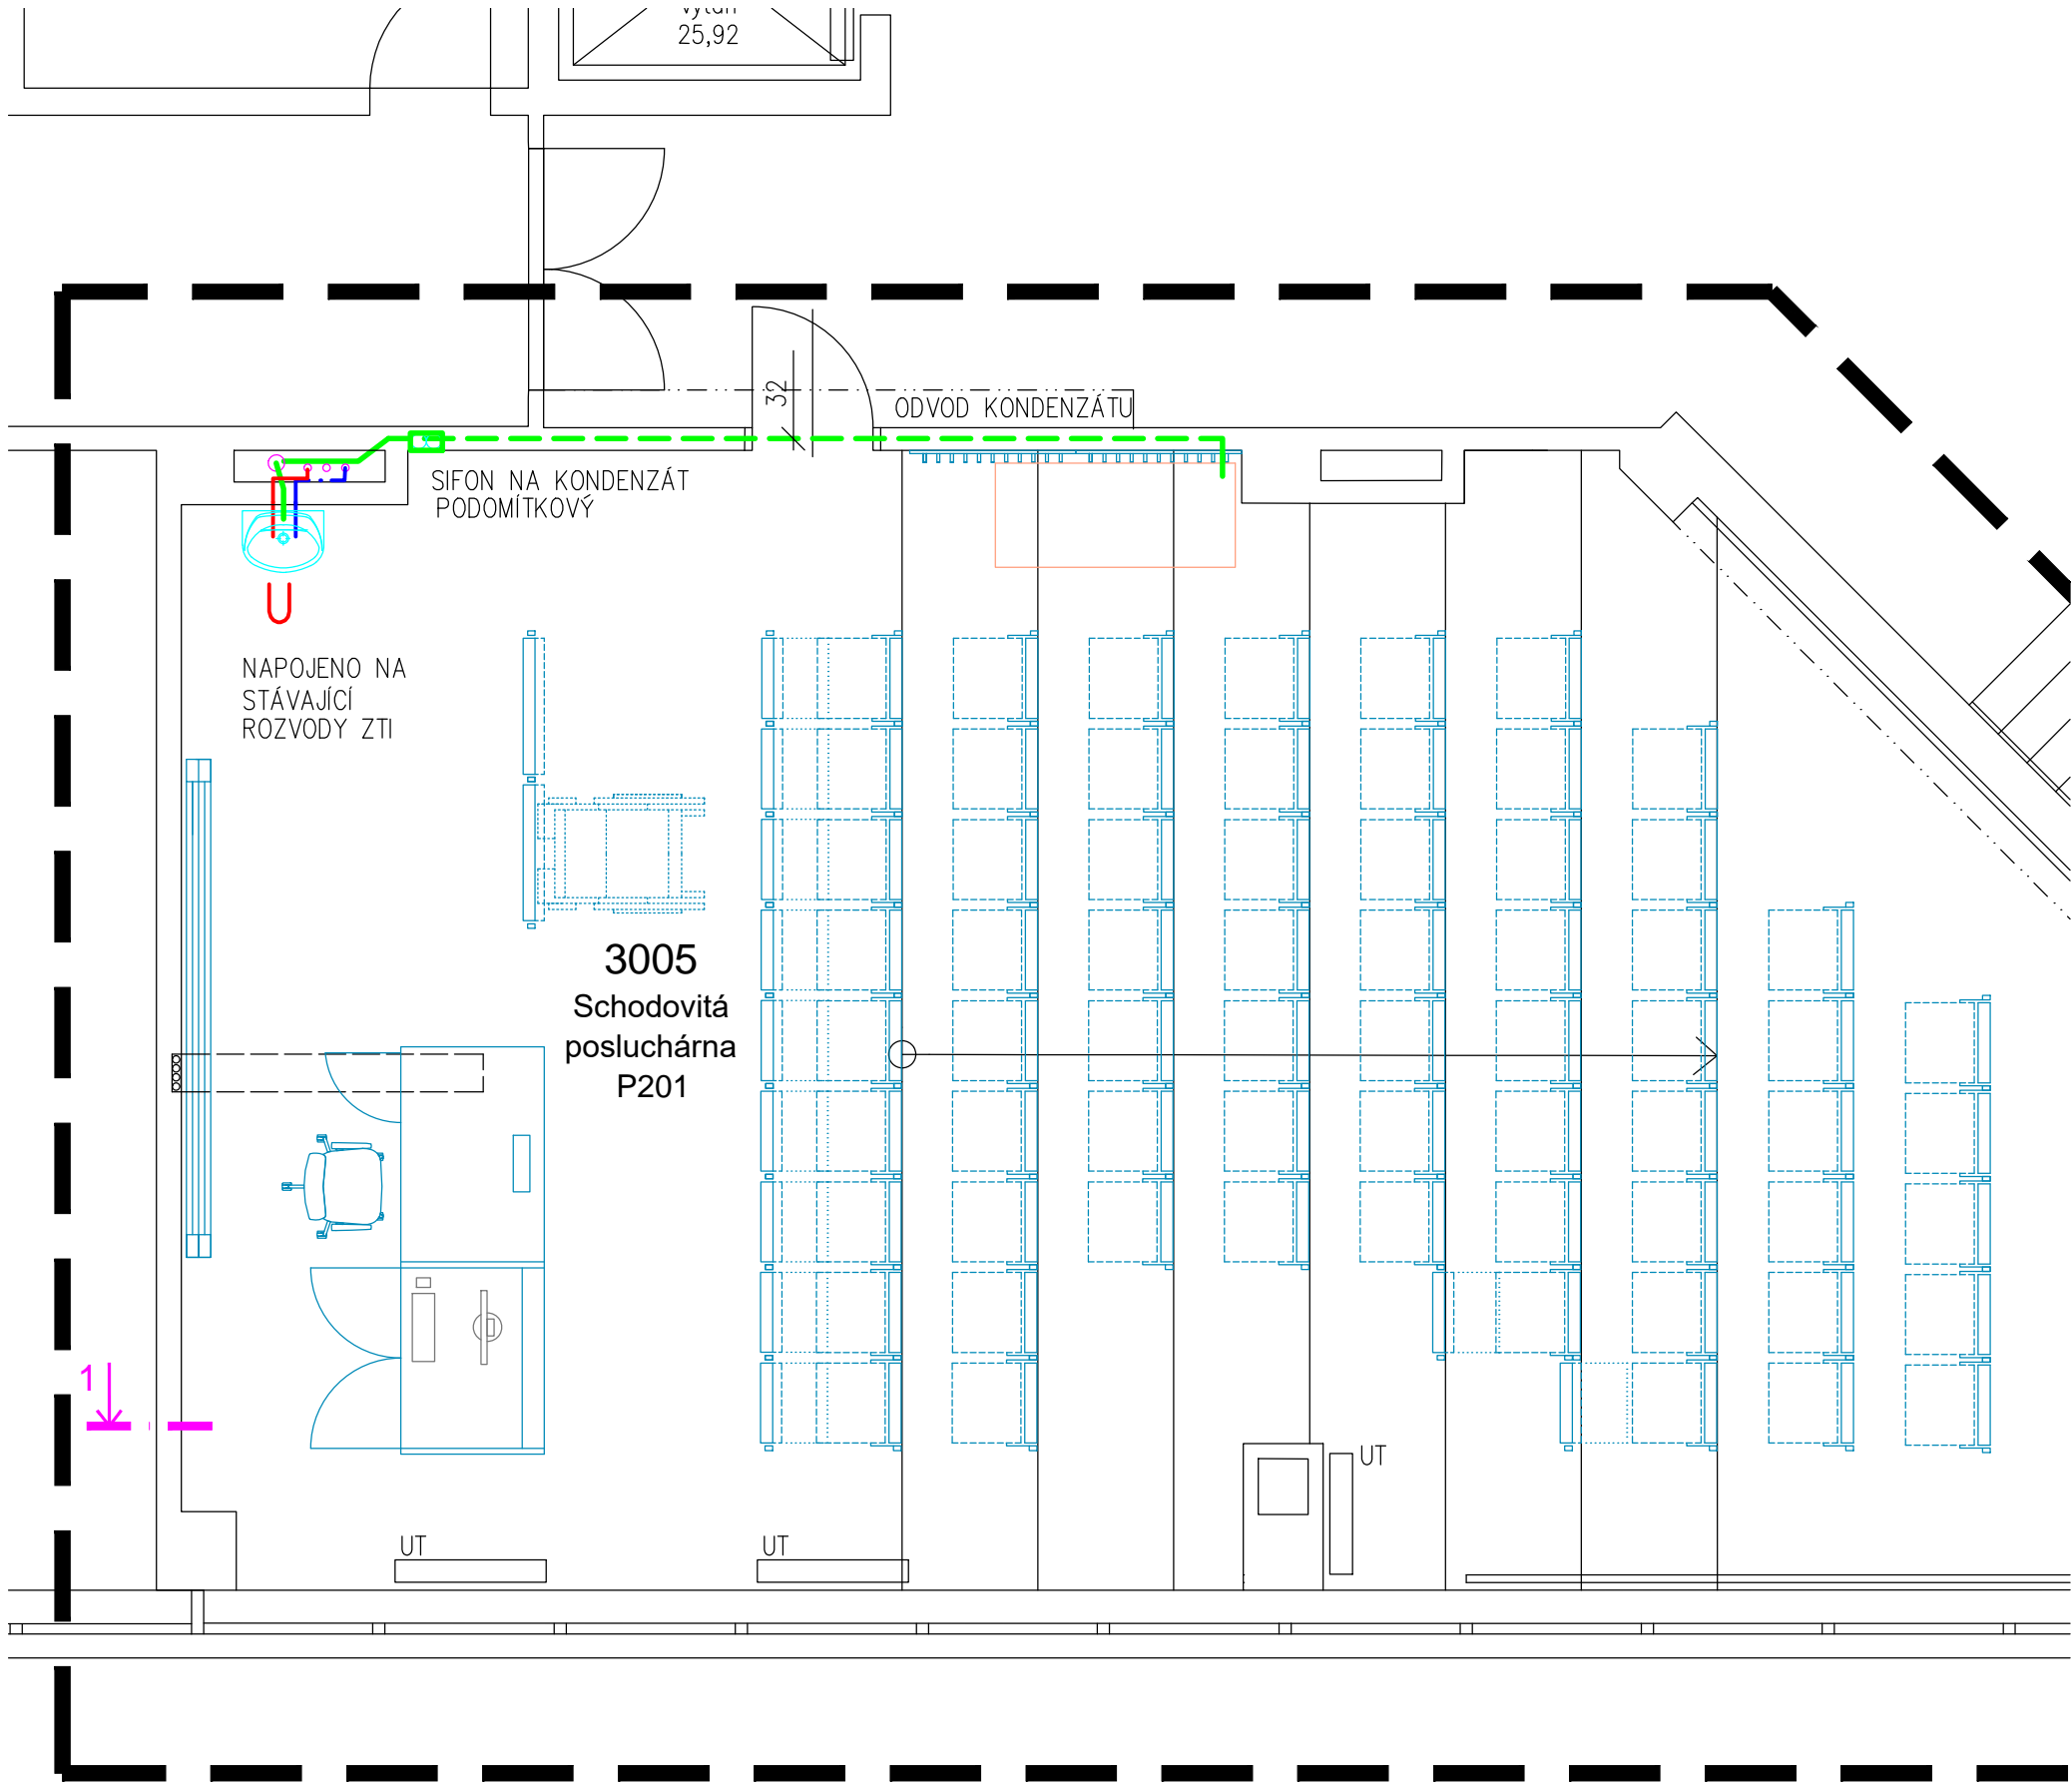 25,92
32
ODVOD KONDENZÁTU
SIFON NA KONDENZÁT
PODOMÍTKOVÝ
U
NAPOJENO NA
STÁVAJÍCÍ
ROZVODY ZTI
3005
Schodovitá
posluchárna
P201
1
UT
UT
UT